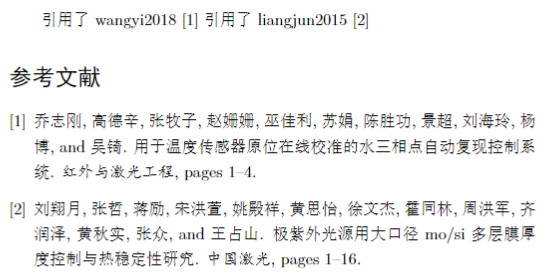 引用了 wangyi2018 [1] 引用了 liangjun2015 [2]
参考文献
[1] 乔志刚, 高德辛, 张牧子, 赵姗姗, 巫佳利, 苏娟, 陈胜功, 景超, 刘海玲, 杨
博, and 吴锜. 用于温度传感器原位在线校准的水三相点自动复现控制系
统. 红外与激光工程, pages 1–4.
[2] 刘翔月, 张哲, 蒋励, 宋洪萱, 姚殿祥, 黄思怡, 徐文杰, 霍同林, 周洪军, 齐
润泽, 黄秋实, 张众, and 王占山. 极紫外光源用大口径 mo/si 多层膜厚
度控制与热稳定性研究. 中国激光, pages 1–16.